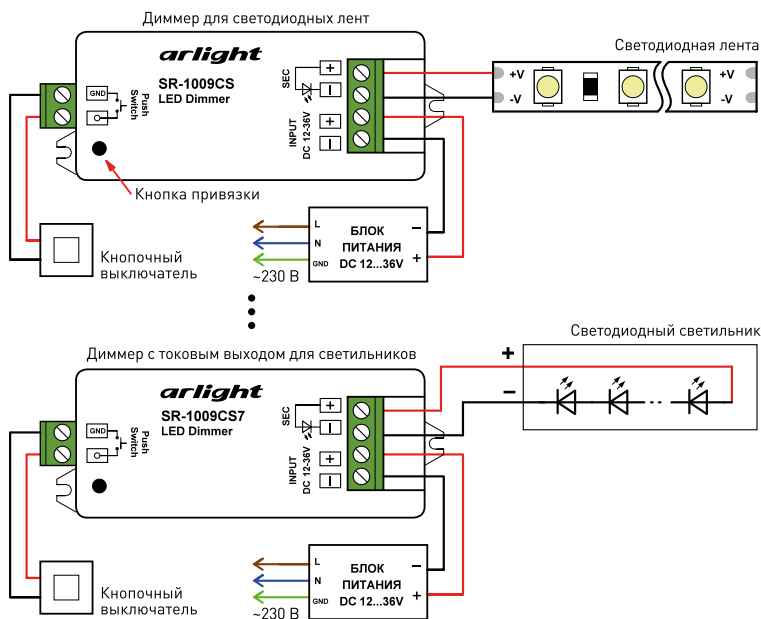 Диммер для светодиодных лент
arlight
SR-1009CS
LED Dimmer
GND
Push
Switch
SEC
+
−
INPUT
DC 12-36V
+
−
Светодиодная лента
+V
-V
+V
-V
Кнопка привязки
Кнопочный
выключатель
L
N
GND
~230 В
БЛОК
ПИТАНИЯ
DC 12...36V
−
+
Диммер с токовым выходом для светильников
arlight
SR-1009CS7
LED Dimmer
GND
Push
Switch
SEC
+
−
INPUT
DC 12-36V
+
−
Светодиодный светильник
+
−
Кнопочный
выключатель
L
N
GND
~230 В
БЛОК
ПИТАНИЯ
DC 12...36V
−
+